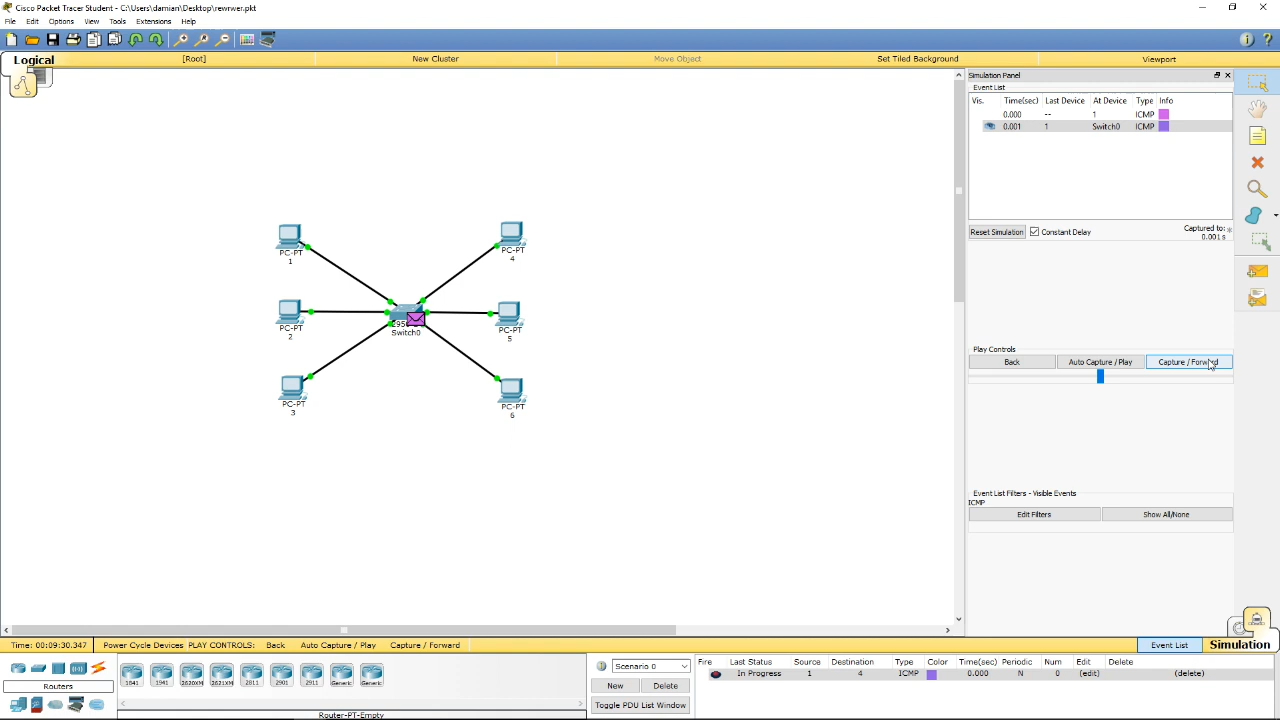 Cisco Packet Tracer Student - C:\Users\damian\Desktop\rewrwer.pkt
File Edit Options View Tools Extensions Help
Logical [Root] New Cluster Move Object Set Tiled Background Viewport
Simulation Panel
Event List
Vis. Time(sec) Last Device At Device Type Info
0.000 -- 1 ICMP
0.001 1 Switch0 ICMP
Reset Simulation Constant Delay Captured to: *
0.001 s
PC-PT
1
PC-PT
4
PC-PT
2
Switch0
PC-PT
5
PC-PT
3
PC-PT
6
Play Controls
Back Auto Capture / Play Capture / Forward
Event List Filters - Visible Events
ICMP
Edit Filters Show All/None
Time: 00:09:30.347 Power Cycle Devices PLAY CONTROLS: Back Auto Capture / Play Capture / Forward Event List Simulation
Routers
1841 1941 2620XM 2621XM 2811 2901 2911 Generic Generic
Router-PT-Empty
Scenario 0
New Delete
Toggle PDU List Window
Fire Last Status Source Destination Type Color Time(sec) Periodic Num Edit Delete
In Progress 1 4 ICMP 0.000 N 0 (edit) (delete)